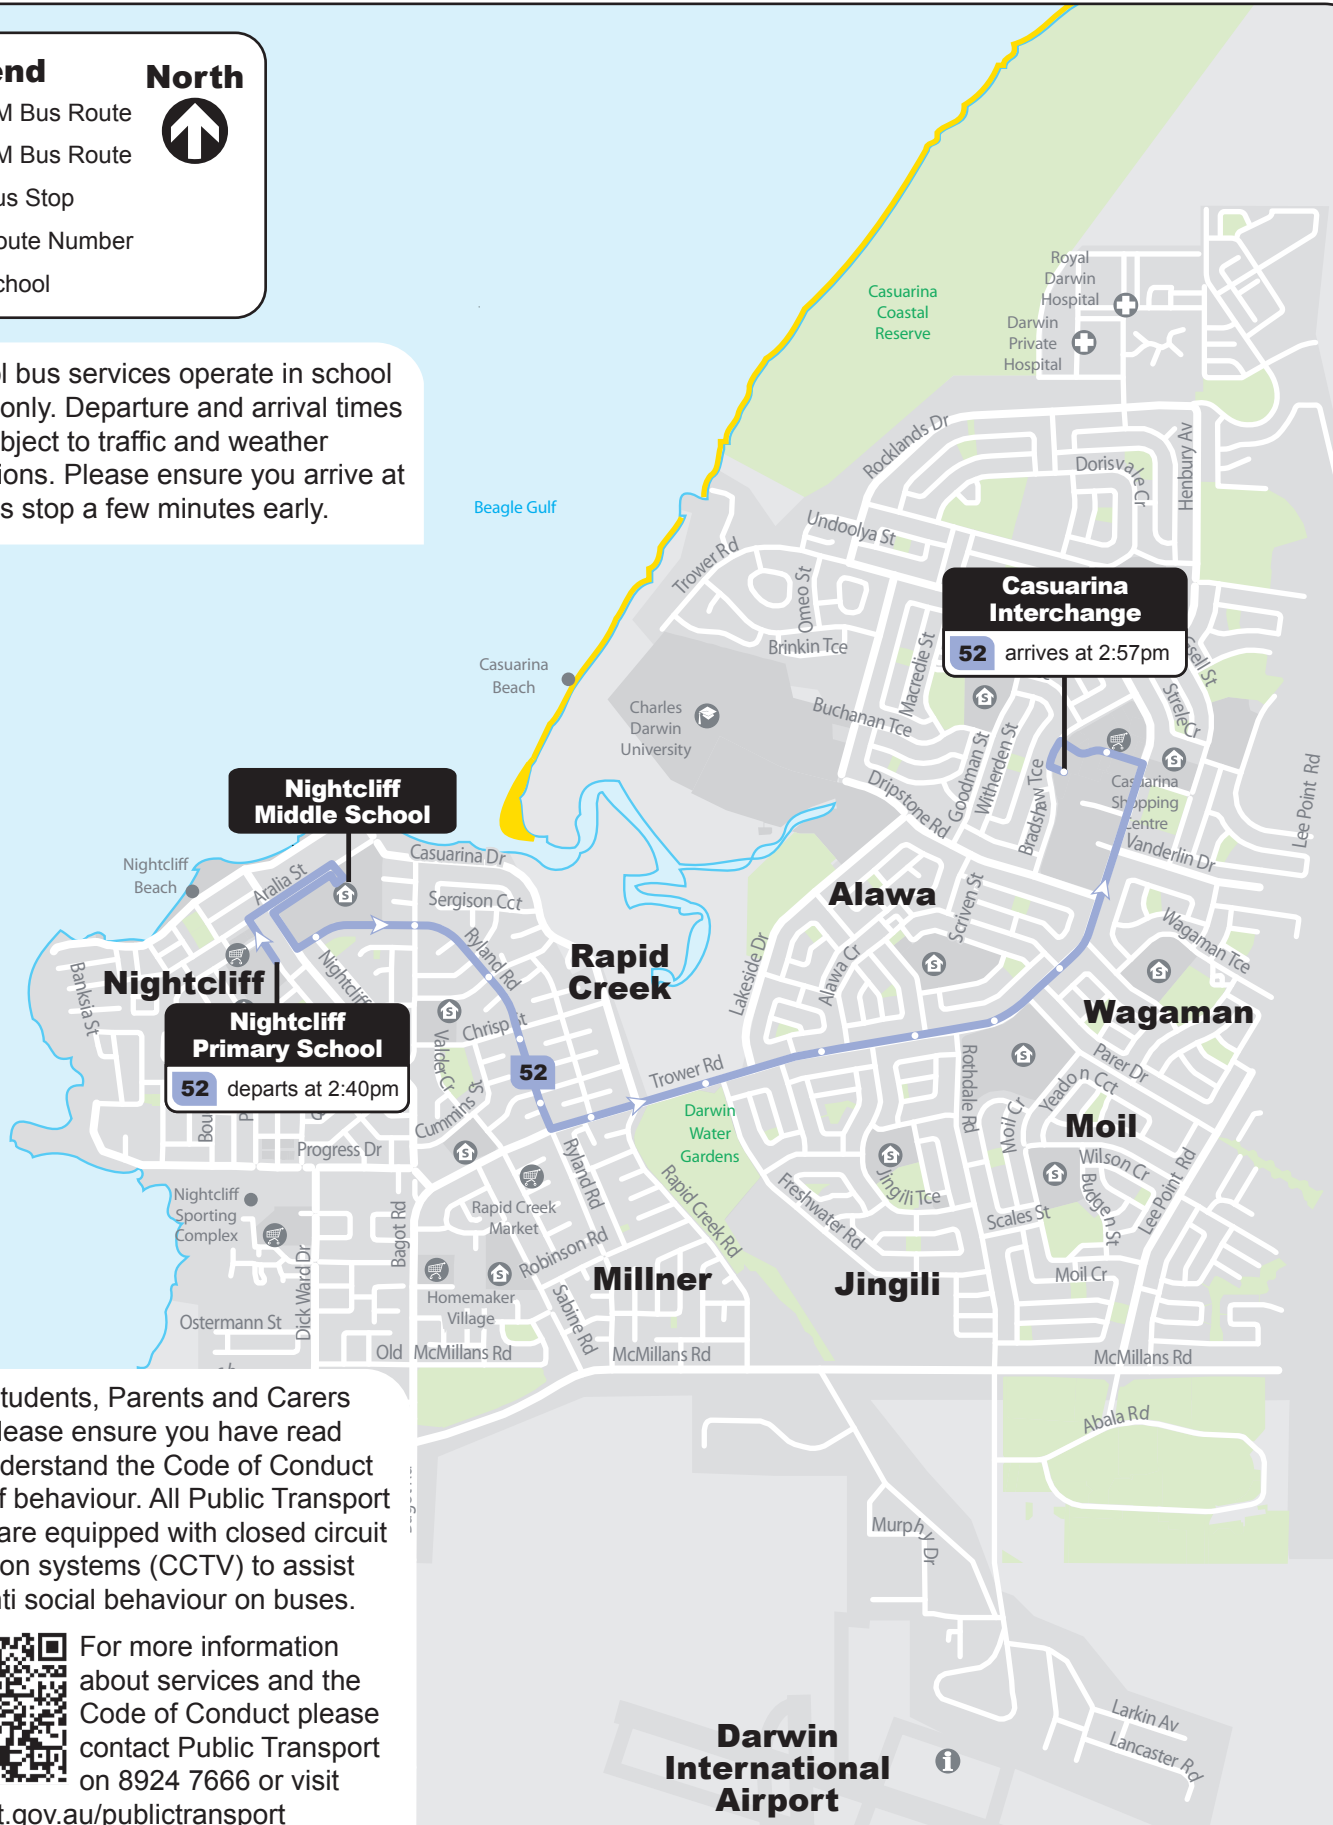 end
North
M Bus Route
M Bus Route
us Stop
oute Number
chool
ol bus services operate in school
only. Departure and arrival times
bject to traffic and weather
ions. Please ensure you arrive at
s stop a few minutes early.
Beagle Gulf
Casuarina
Coastal
Reserve
Royal
Darwin
Hospital
Darwin
Private
Hospital
Rocklands Dr
Dorisvale Cr
Henbury Av
Undoolya St
Trower Rd
Omeo St
Brinkin Tce
Macredie St
Casuarina
Interchange
52 arrives at 2:57pm
sell St
Strele Cr
Casuarina
Beach
Charles
Darwin
University
Buchanan Tce
Goodman St
Witherden St
Bradshaw Tce
Dripstone Rd
Casuarina
Shopping
Centre
Vanderlin Dr
Lee Point Rd
Nightcliff
Middle School
Nightcliff
Beach
Aralia St
Casuarina Dr
Sergison Cct
Ryland Rd
Alawa
Scriven St
Lakeside Dr
Alawa Cr
Wagaman Tce
Wagaman
Rapid
Creek
Banksia St
Nightcliff
Nightcliff
Nightcliff
Primary School
52 departs at 2:40pm
Chrisp St
Valder Cr
52
Cummins St
Trower Rd
Darwin
Water
Gardens
Rothdale Rd
Parer Dr
Yeadon Cct
Moil Cr
Moil
Wilson Cr
Budgen St
Lee Point Rd
Bou
P
Progress Dr
Nightcliff
Sporting
Complex
Bagot Rd
Dick Ward Dr
Rapid Creek
Market
Ryland Rd
Rapid Creek Rd
Robinson Rd
Sabine Rd
Millner
Freshwater Rd
Jingili Tce
Jingili
Scales St
Moil Cr
Homemaker
Village
Ostermann St
Old McMillans Rd
McMillans Rd
McMillans Rd
Abala Rd
tudents, Parents and Carers
lease ensure you have read
derstand the Code of Conduct
f behaviour. All Public Transport
are equipped with closed circuit
on systems (CCTV) to assist
nti social behaviour on buses.
For more information
about services and the
Code of Conduct please
contact Public Transport
on 8924 7666 or visit
t.gov.au/publictransport
Murphy Dr
Larkin Av
Lancaster Rd
Darwin
International
Airport